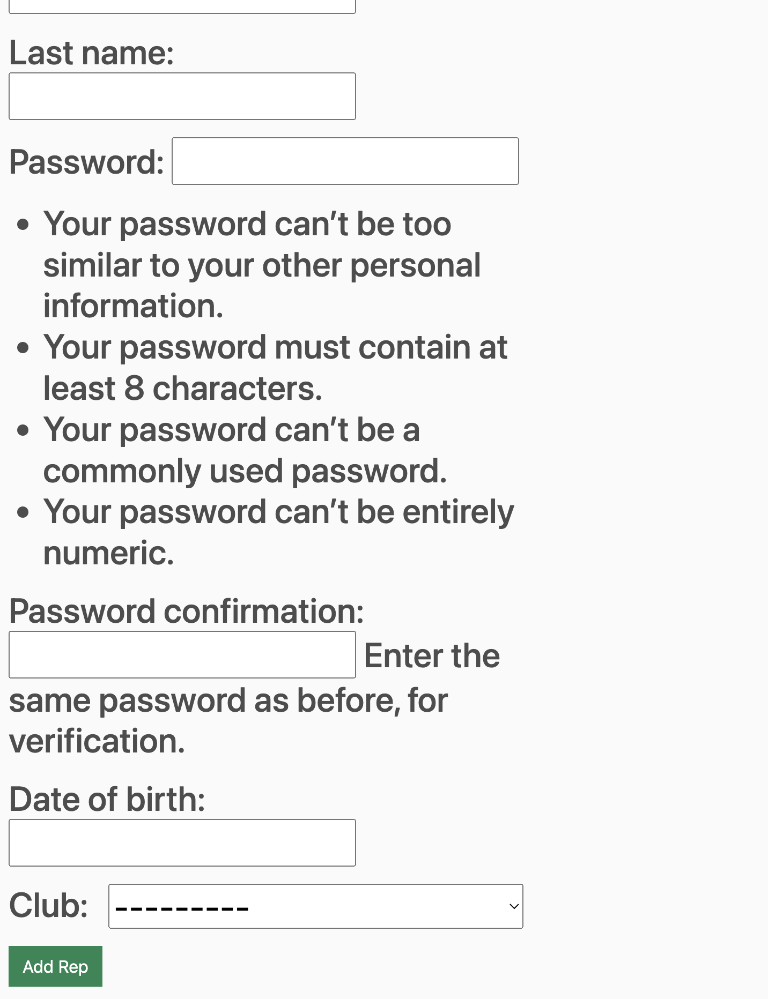 Last name:
Password:
• Your password can’t be too
similar to your other personal
information.
• Your password must contain at
least 8 characters.
• Your password can’t be a
commonly used password.
• Your password can’t be entirely
numeric.
Password confirmation:
Enter the
same password as before, for
verification.
Date of birth:
Club: ---------
Add Rep